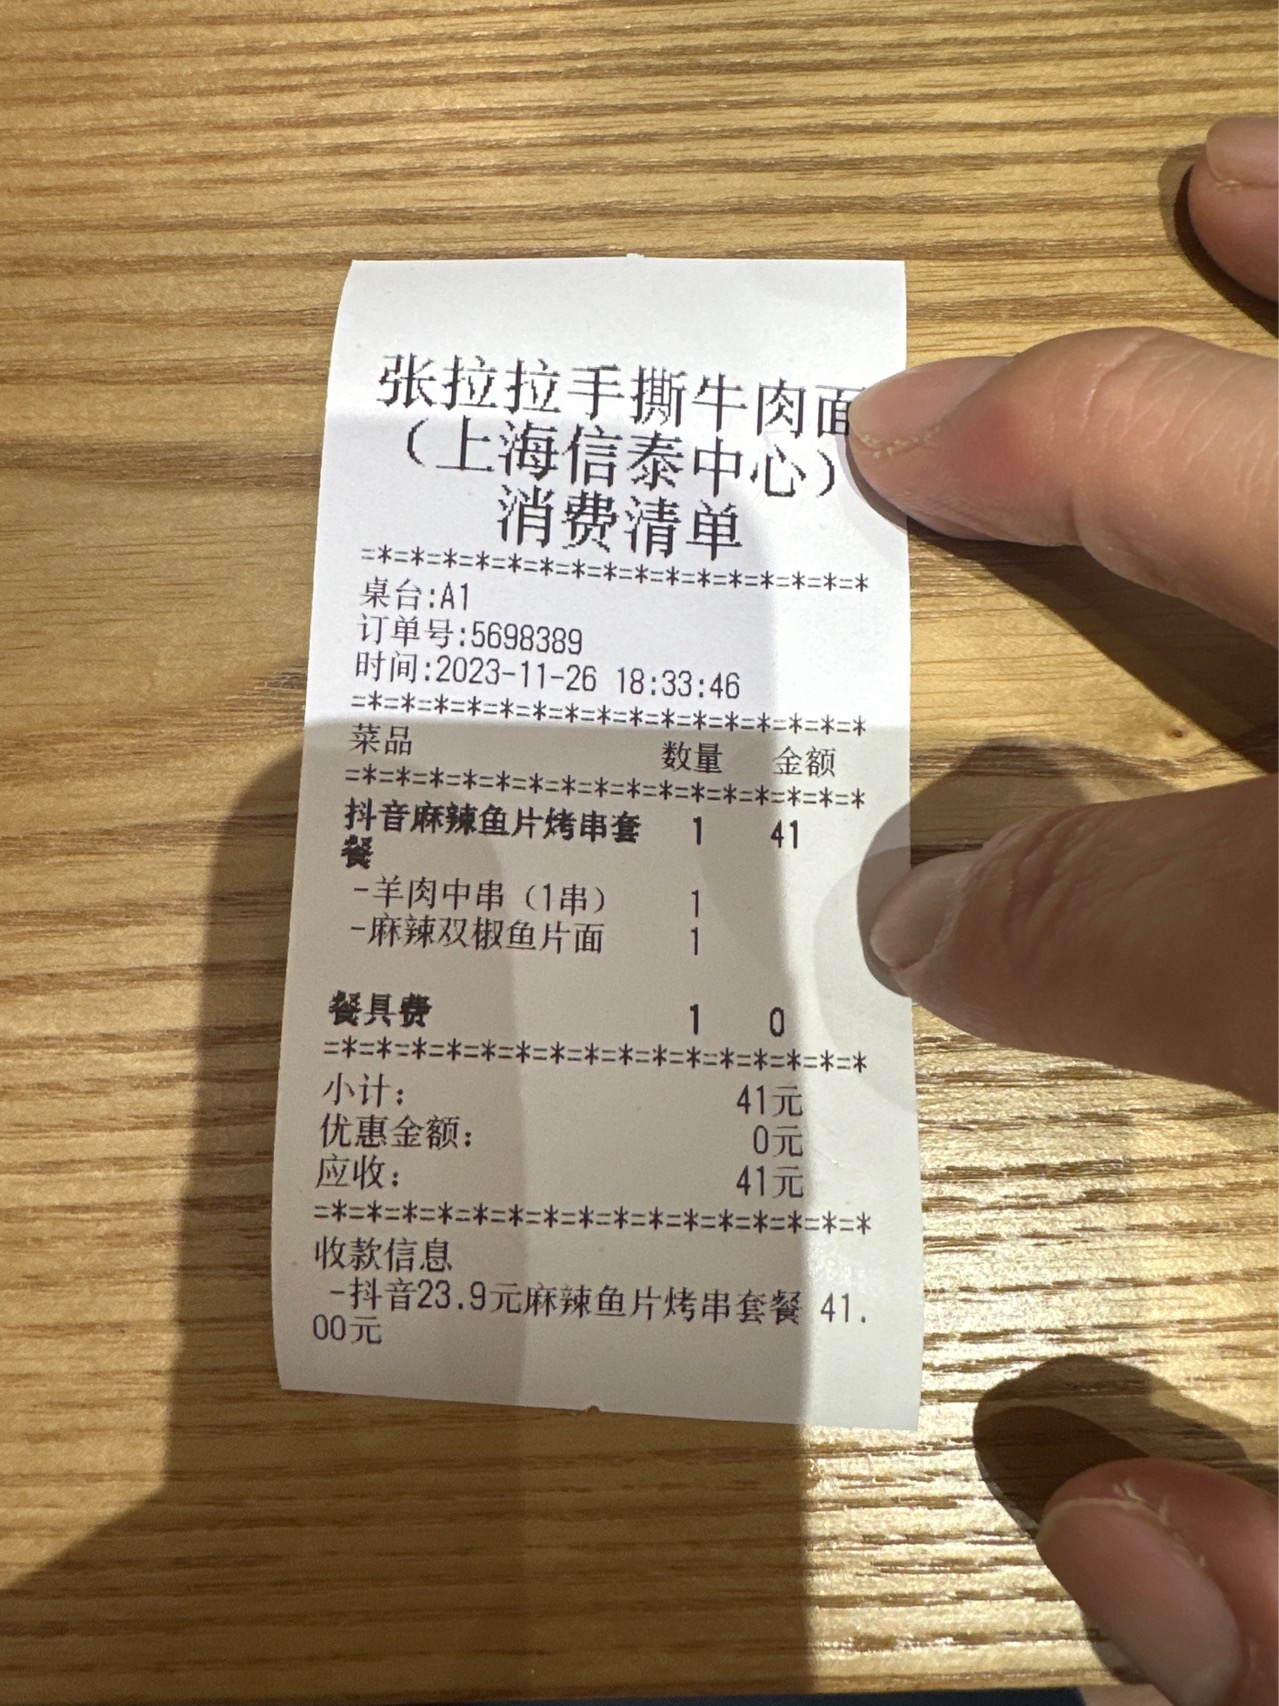 张拉拉手撕牛肉面
（上海信泰中心）
消费清单
=*=*=*=*=*=*=*=*=*=*=*=*=*=*=*=*
桌台:A1
订单号:5698389
时间:2023-11-26 18:33:46
=*=*=*=*=*=*=*=*=*=*=*=*=*=*=*=*
菜品 数量 金额
=*=*=*=*=*=*=*=*=*=*=*=*=*=*=*=*
抖音麻辣鱼片烤串套 1 41
餐
-羊肉中串（1串） 1
-麻辣双椒鱼片面 1
餐具费 1 0
=*=*=*=*=*=*=*=*=*=*=*=*=*=*=*=*
小计： 41元
优惠金额： 0元
应收： 41元
=*=*=*=*=*=*=*=*=*=*=*=*=*=*=*=*
收款信息
-抖音23.9元麻辣鱼片烤串套餐 41.
00元